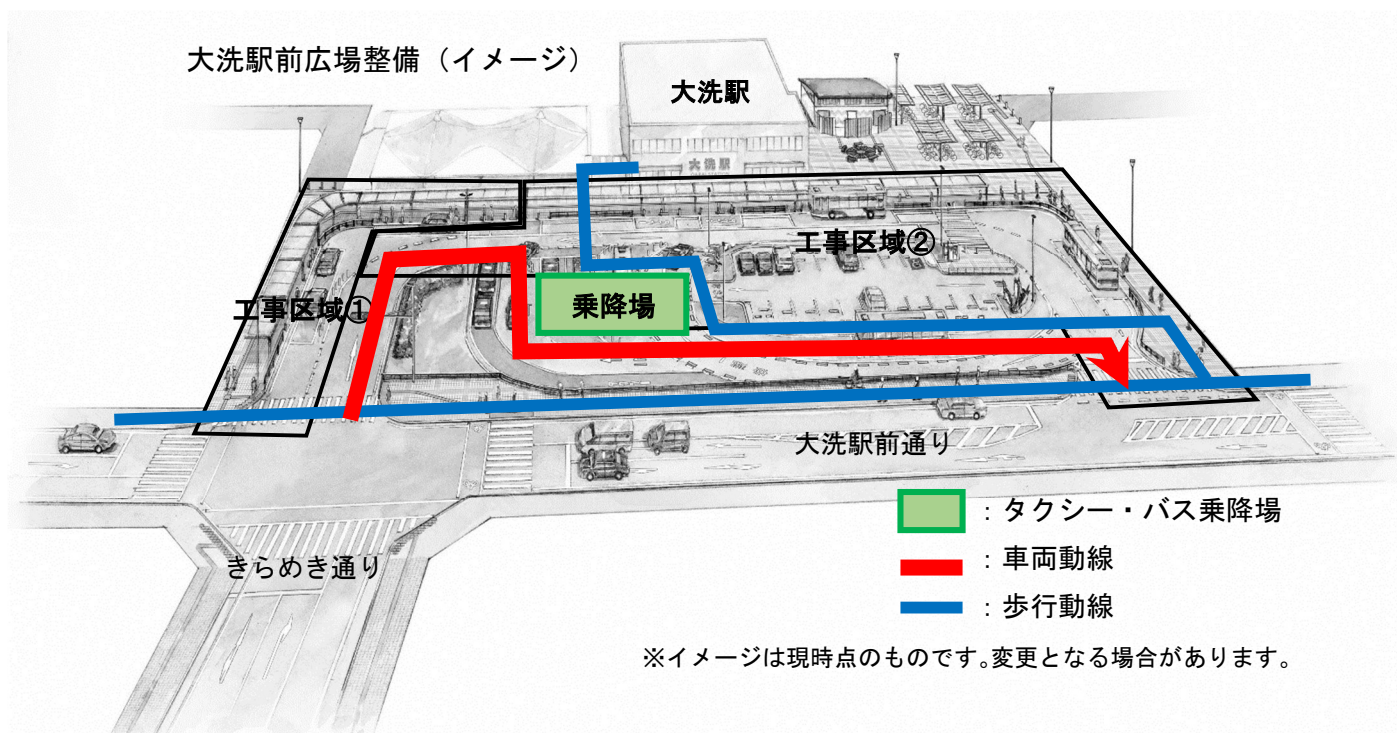 大洗駅前広場整備（イメージ）
大洗駅
大洗駅
工事区域②
工事区域①
乗降場
大洗駅前通り
：タクシー・バス乗降場
きらめき通り
：車両動線
：歩行動線
※イメージは現時点のものです。変更となる場合があります。